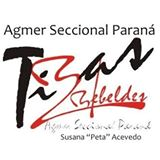 Agmer Seccional Paraná
Tizas
Rebeldes
Agmer Seccional Paraná
Susana "Peta" Acevedo